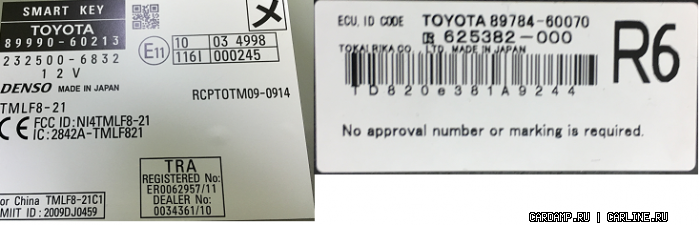 SMART KEY
TOYOTA
89990-60213
232500-6832
12V
DENSO MADE IN JAPAN
TMLF8-21
FCC ID:NI4TMLF8-21
IC:2842A-TMLF821
or China TMLF8-21C1
MIIT ID:2009DJ0459
E11
10 03 4998
116I 000245
RCPTOTM09-0914
TRA
REGISTERED No:
ER0062957/11
DEALER No:
0034361/10
ECU, ID CODE TOYOTA 89784-60070
625382-000
TOKAI RIKA CO., LTD. MADE IN JAPAN
TD820e381A9244
R6
No approval number or marking is required.
CARDAMP.RU | CARLINE.RU